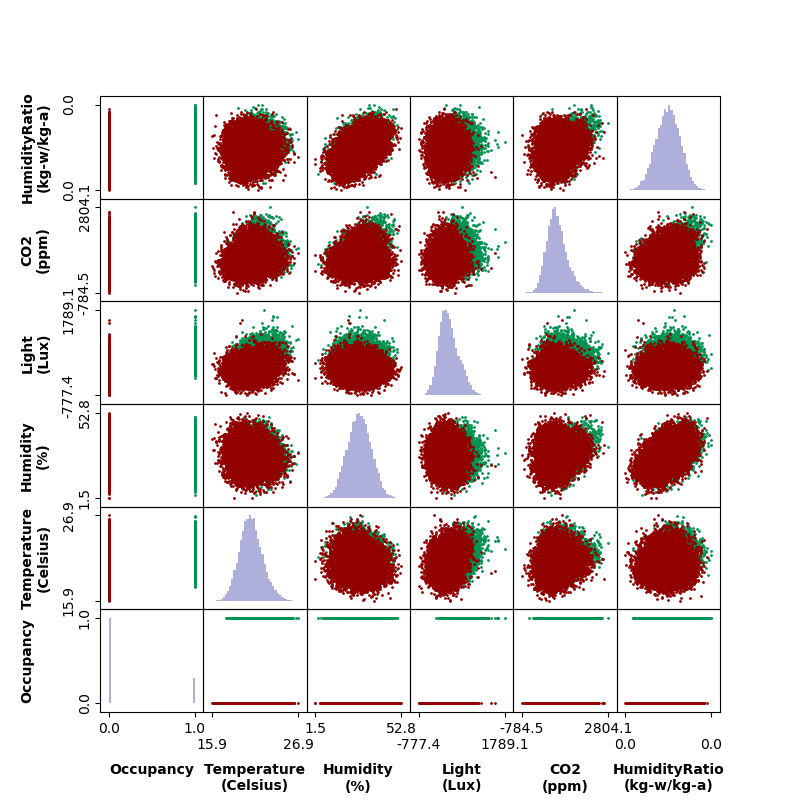 HumidityRatio
(kg-w/kg-a)
0.0
0.0
CO2
(ppm)
2804.1
-784.5
Light
(Lux)
1789.1
-777.4
Humidity
(%)
52.8
1.5
Temperature
(Celsius)
26.9
15.9
Occupancy
1.0
0.0
0.0 1.0 1.5 52.8 -784.5 2804.1
15.9 26.9 -777.4 1789.1 0.0 0.0
Occupancy Temperature Humidity Light CO2 HumidityRatio
(Celsius) (%) (Lux) (ppm) (kg-w/kg-a)